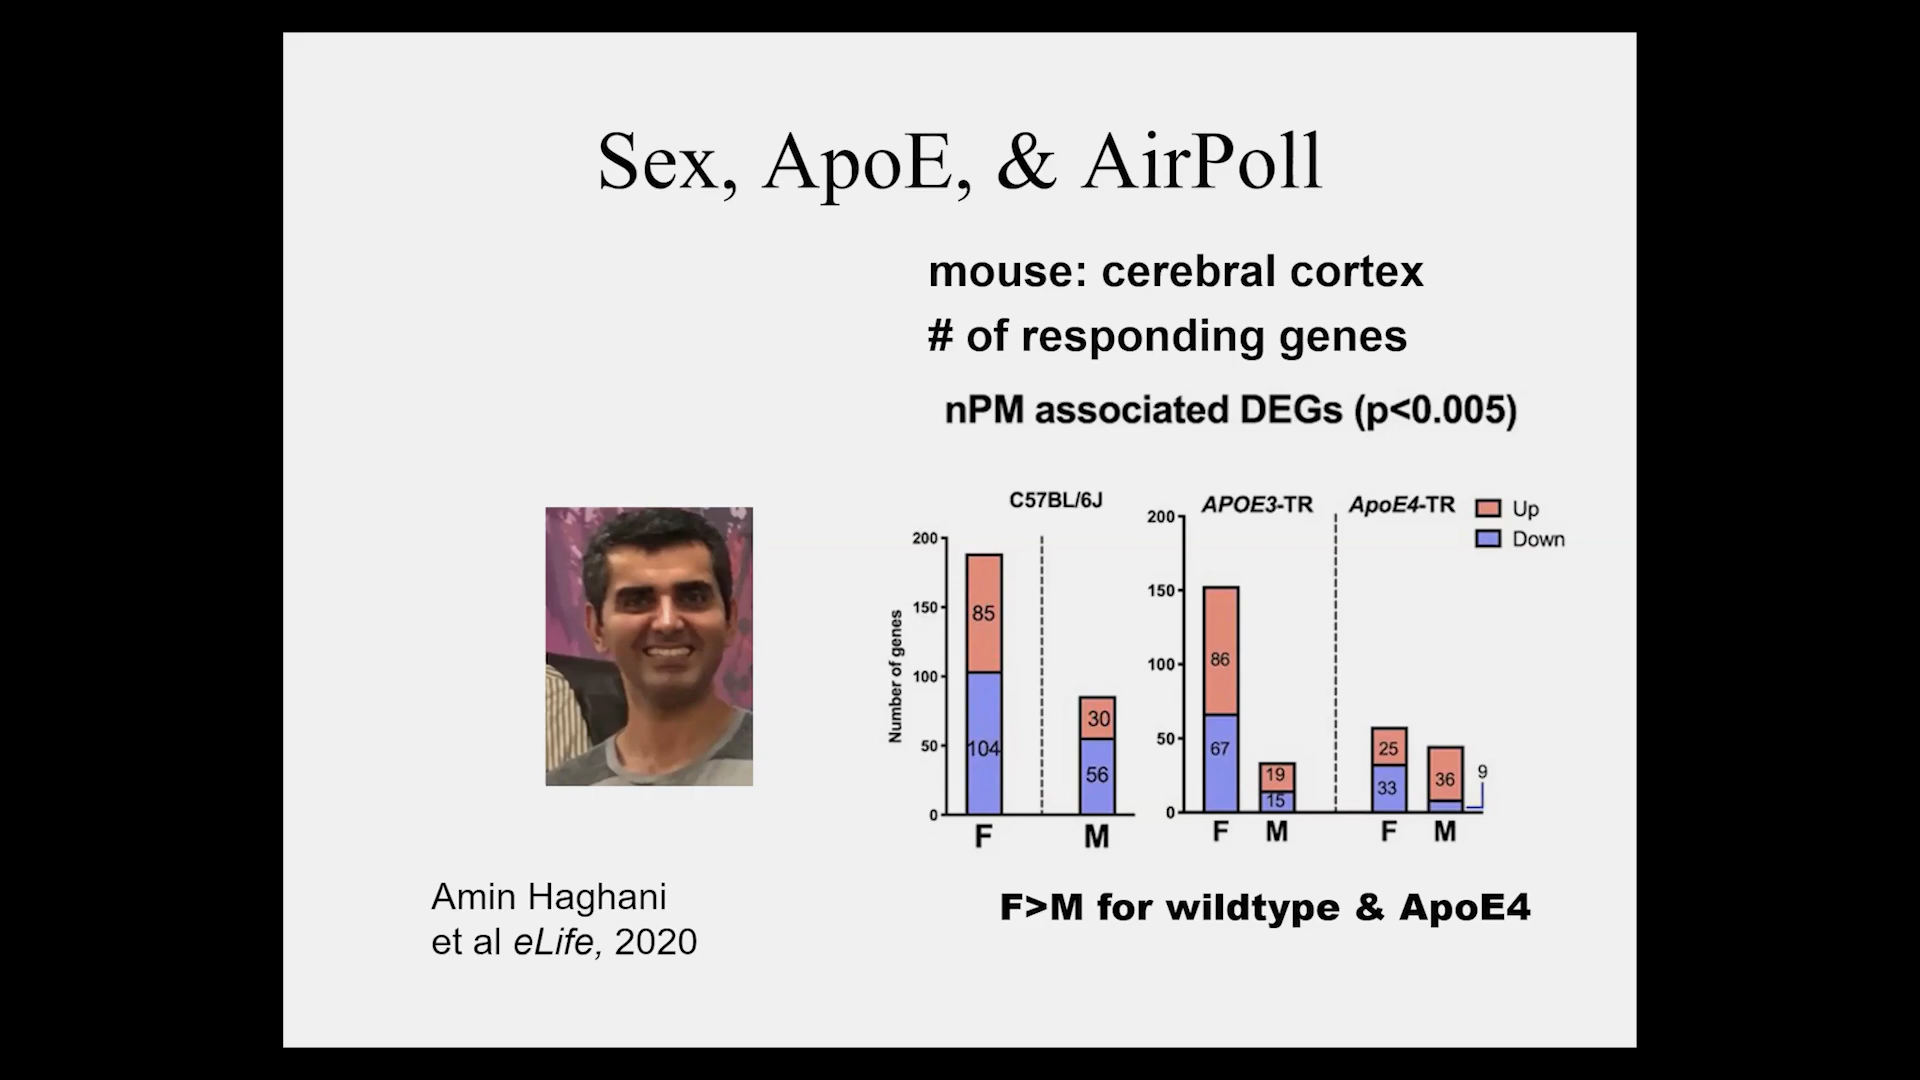 Sex, ApoE, & AirPoll
mouse: cerebral cortex
# of responding genes
nPM associated DEGs (p<0.005)
C57BL/6J
Number of genes
200
150
100
50
0
85
104
30
56
F
M
APOE3-TR
ApoE4-TR
Up
Down
200
150
100
50
0
86
67
19
15
25
33
36
9
F
M
F
M
F>M for wildtype & ApoE4
Amin Haghani
et al eLife, 2020